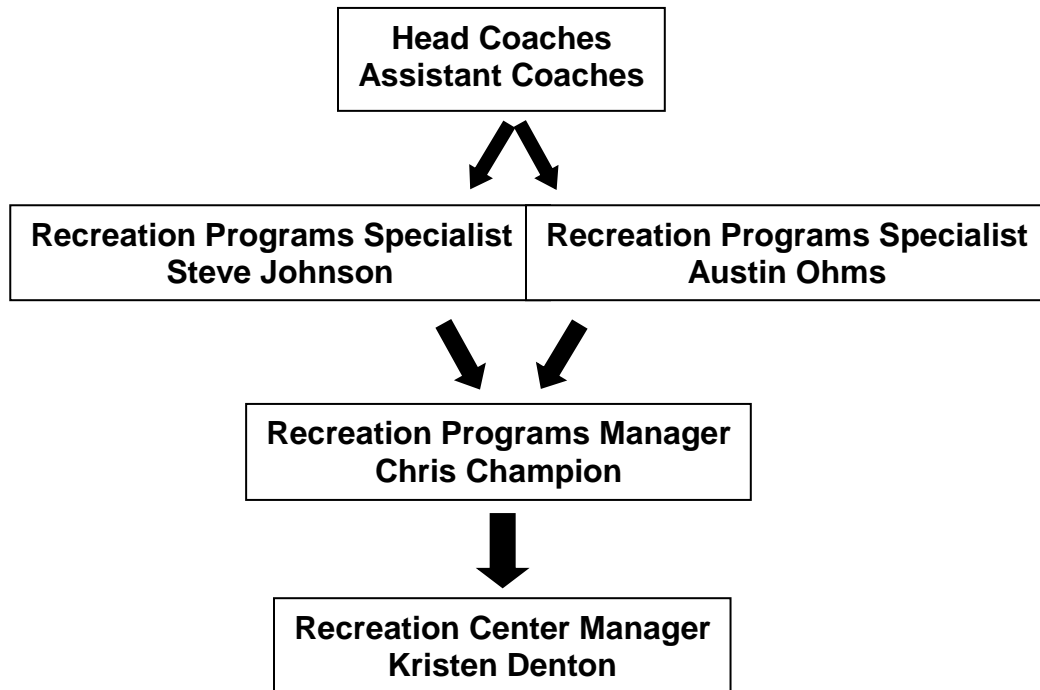 Head Coaches
Assistant Coaches
Recreation Programs Specialist
Steve Johnson
Recreation Programs Specialist
Austin Ohms
Recreation Programs Manager
Chris Champion
Recreation Center Manager
Kristen Denton